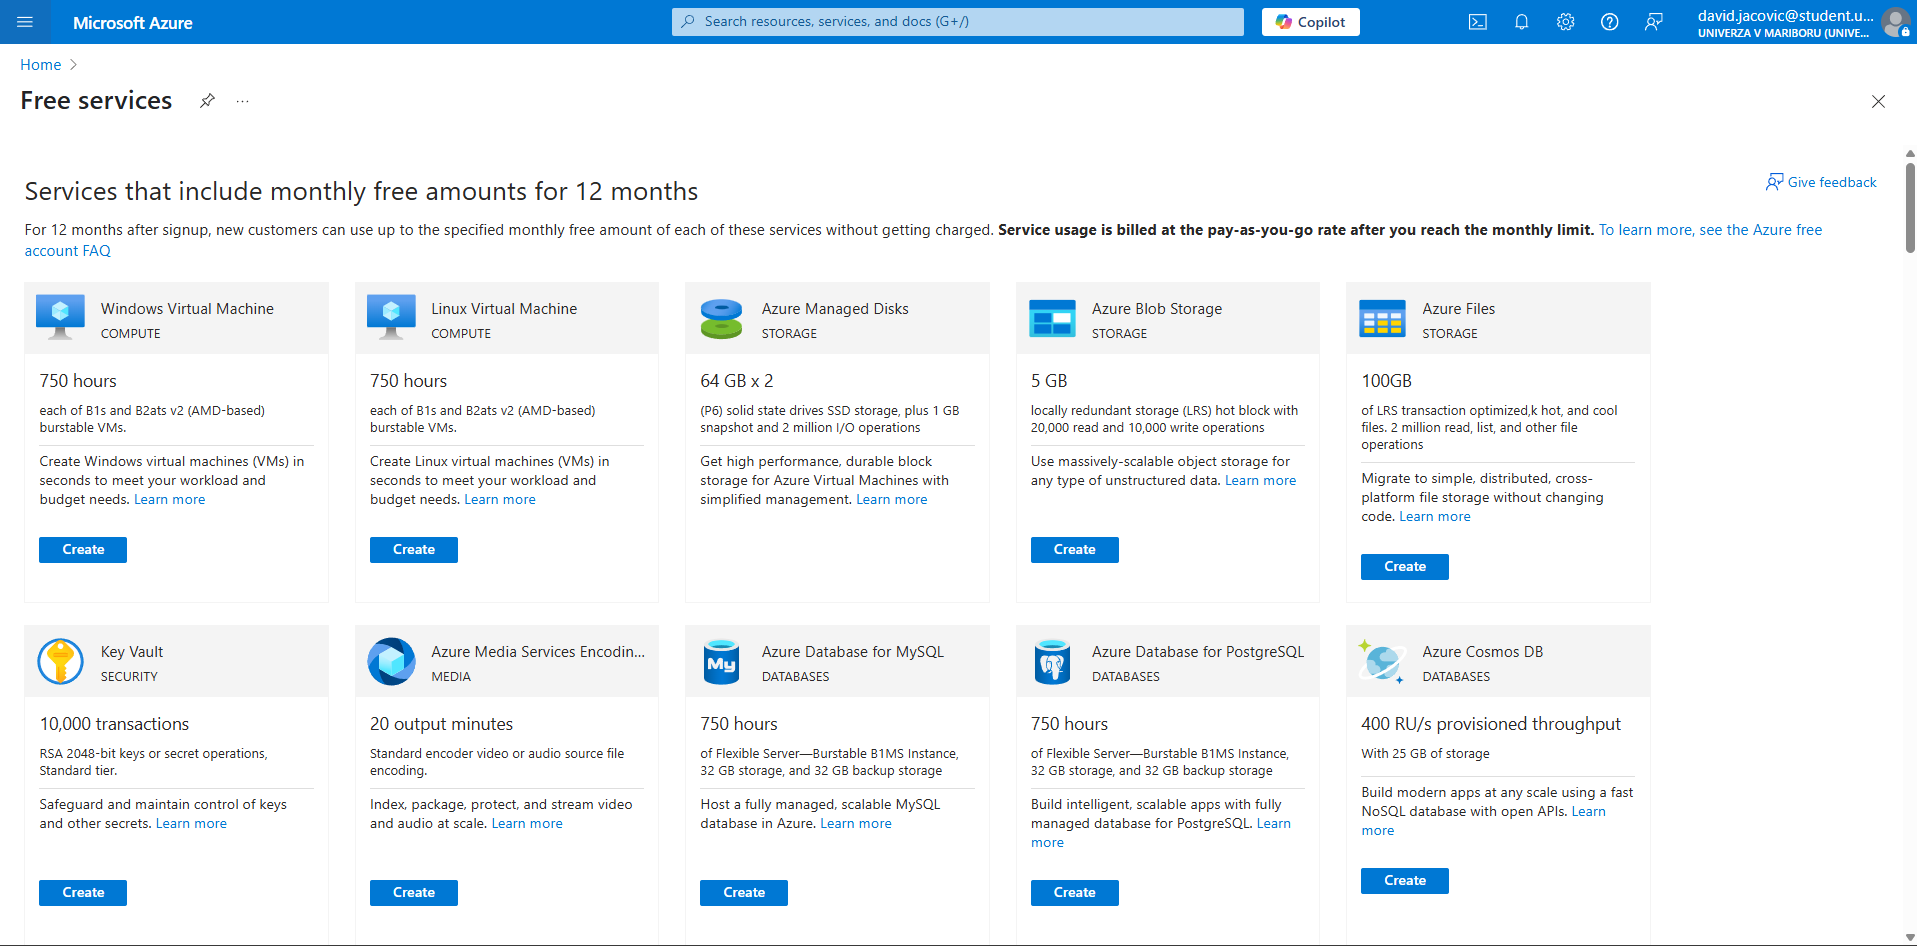 Microsoft Azure
Search resources, services, and docs (G+/)
Copilot
david.jacovic@student.u...
UNIVERZA V MARIBORU (UNIVE...
Home
Free services
Give feedback
Services that include monthly free amounts for 12 months
For 12 months after signup, new customers can use up to the specified monthly free amount of each of these services without getting charged. Service usage is billed at the pay-as-you-go rate after you reach the monthly limit. To learn more, see the Azure free
account FAQ
Windows Virtual Machine
COMPUTE
750 hours
each of B1s and B2ats v2 (AMD-based)
burstable VMs.
Create Windows virtual machines (VMs) in
seconds to meet your workload and
budget needs. Learn more
Create
Linux Virtual Machine
COMPUTE
750 hours
each of B1s and B2ats v2 (AMD-based)
burstable VMs.
Create Linux virtual machines (VMs) in
seconds to meet your workload and
budget needs. Learn more
Create
Azure Managed Disks
STORAGE
64 GB x 2
(P6) solid state drives SSD storage, plus 1 GB
snapshot and 2 million I/O operations
Get high performance, durable block
storage for Azure Virtual Machines with
simplified management. Learn more
Azure Blob Storage
STORAGE
5 GB
locally redundant storage (LRS) hot block with
20,000 read and 10,000 write operations
Use massively-scalable object storage for
any type of unstructured data. Learn more
Create
Azure Files
STORAGE
100GB
of LRS transaction optimized,k hot, and cool
files. 2 million read, list, and other file
operations
Migrate to simple, distributed, cross-
platform file storage without changing
code. Learn more
Create
Key Vault
SECURITY
10,000 transactions
RSA 2048-bit keys or secret operations,
Standard tier.
Safeguard and maintain control of keys
and other secrets. Learn more
Create
Azure Media Services Encodin...
MEDIA
20 output minutes
Standard encoder video or audio source file
encoding.
Index, package, protect, and stream video
and audio at scale. Learn more
Create
My
Azure Database for MySQL
DATABASES
750 hours
of Flexible Server—Burstable B1MS Instance,
32 GB storage, and 32 GB backup storage
Host a fully managed, scalable MySQL
database in Azure. Learn more
Create
Azure Database for PostgreSQL
DATABASES
750 hours
of Flexible Server—Burstable B1MS Instance,
32 GB storage, and 32 GB backup storage
Build intelligent, scalable apps with fully
managed database for PostgreSQL. Learn
more
Create
Azure Cosmos DB
DATABASES
400 RU/s provisioned throughput
With 25 GB of storage
Build modern apps at any scale using a fast
NoSQL database with open APIs. Learn
more
Create